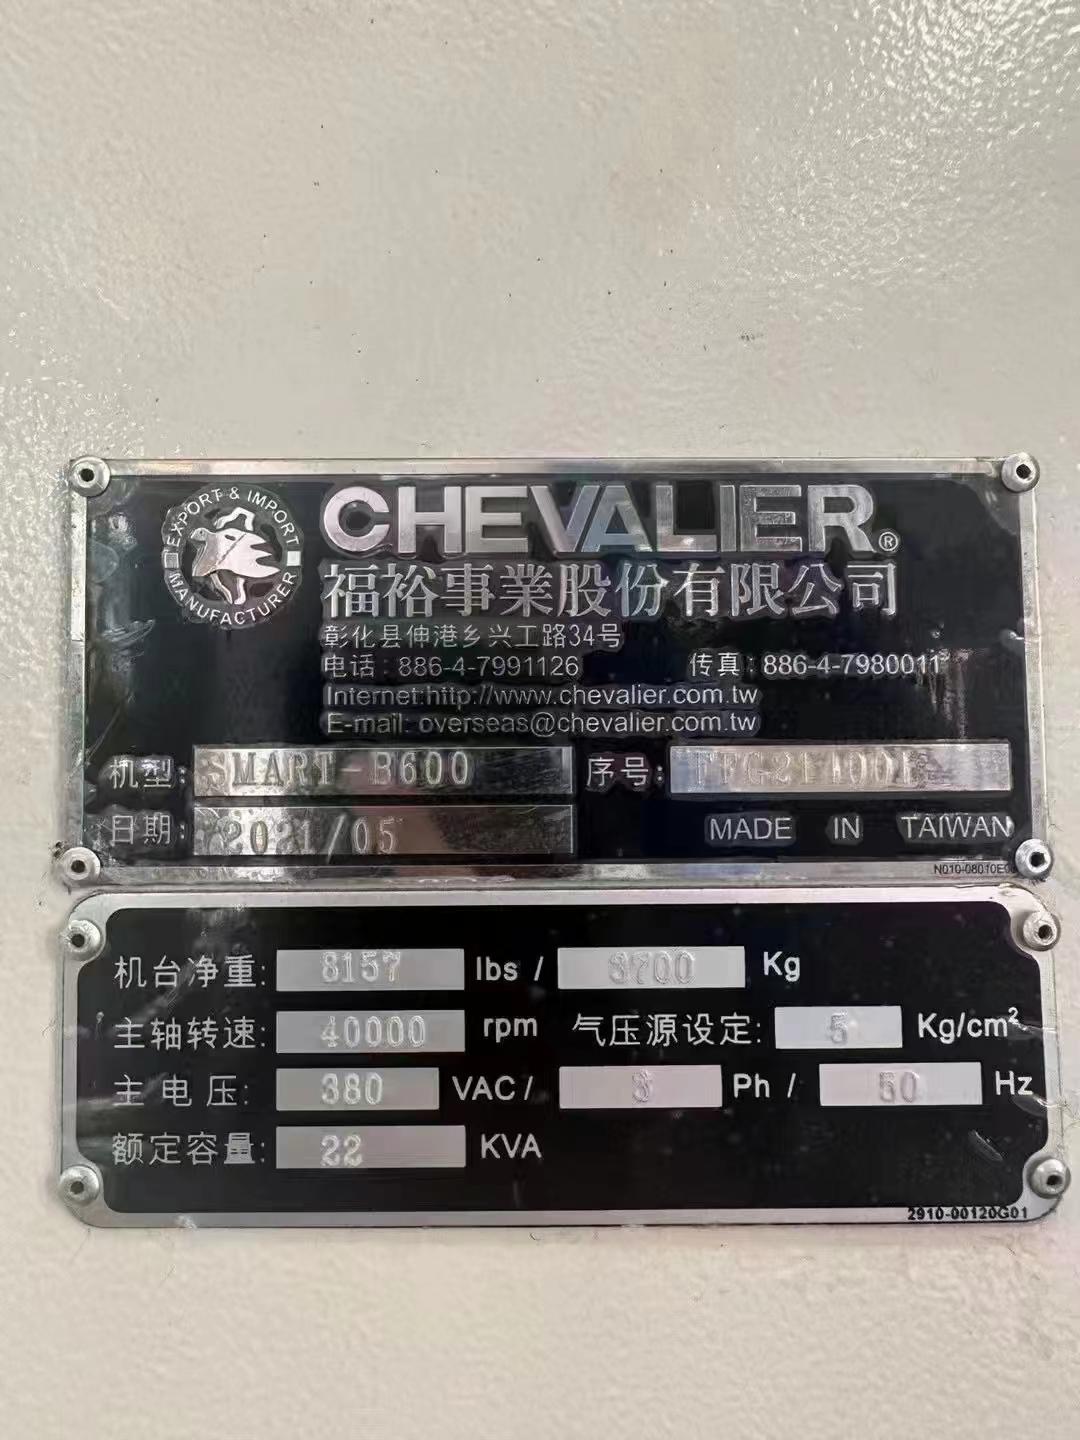 EXPORT & IMPORT
MANUFACTURER
CHEVALIER®
福裕事業股份有限公司
彰化县伸港乡兴工路34号
电话：886-4-7991126 传真：886-4-7980011
Internet:http://www.chevalier.com.tw
E-mail: overseas@chevalier.com.tw
机型: SMART-B600 序号:
日期: 2021/05 MADE IN TAIWAN
机台净重: 8157 lbs / 3700 Kg
主轴转速: 40000 rpm 气压源设定: 5 Kg/cm²
主电压: 380 VAC / 3 Ph / 50 Hz
额定容量: 22 KVA
2910-00120G01